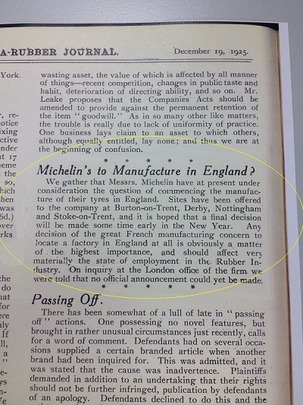 A-RUBBER JOURNAL. December 19, 1925.
York
wasting asset, the value of which is affected by all manner
of things—recent competition, changes in public taste and
habit, deterioration of directing ability, and so on. Mr.
Leake proposes that the Companies Acts should be
amended to provide against the permanent retention of
the item "goodwill." As in so many other like matters,
the trouble is really due to lack of uniformity of practice.
One business lays claim to an asset to which others,
although equally entitled, lay none; and thus we are at
the beginning of confusion.
* * * * *
Michelin's to Manufacture in England?
We gather that Messrs. Michelin have at present under
consideration the question of commencing the manufac-
ture of their tyres in England. Sites have been offered
to the company at Burton-on-Trent, Derby, Nottingham
and Stoke-on-Trent, and it is hoped that a final decision
will be made some time early in the New Year. Any
decision of the great French manufacturing concern to
locate a factory in England at all is obviously a matter
of the highest importance, and should affect very
materially the state of employment in the Rubber In-
dustry. On inquiry at the London office of the firm we
were told that no official announcement could yet be made.
* * * * *
Passing Off.
There has been somewhat of a lull of late in "passing
off" actions. One possessing no novel features, but
brought in rather unusual circumstances just recently, calls
for a word of comment. Defendants had on several occa-
sions supplied a certain branded article when another
brand had been inquired for. This was admitted, and it
was stated that the cause was inadvertence. Plaintiffs
demanded in addition to an undertaking that their rights
should not be further infringed, publication by defendants
of an apology. Defendants declined to do this and the